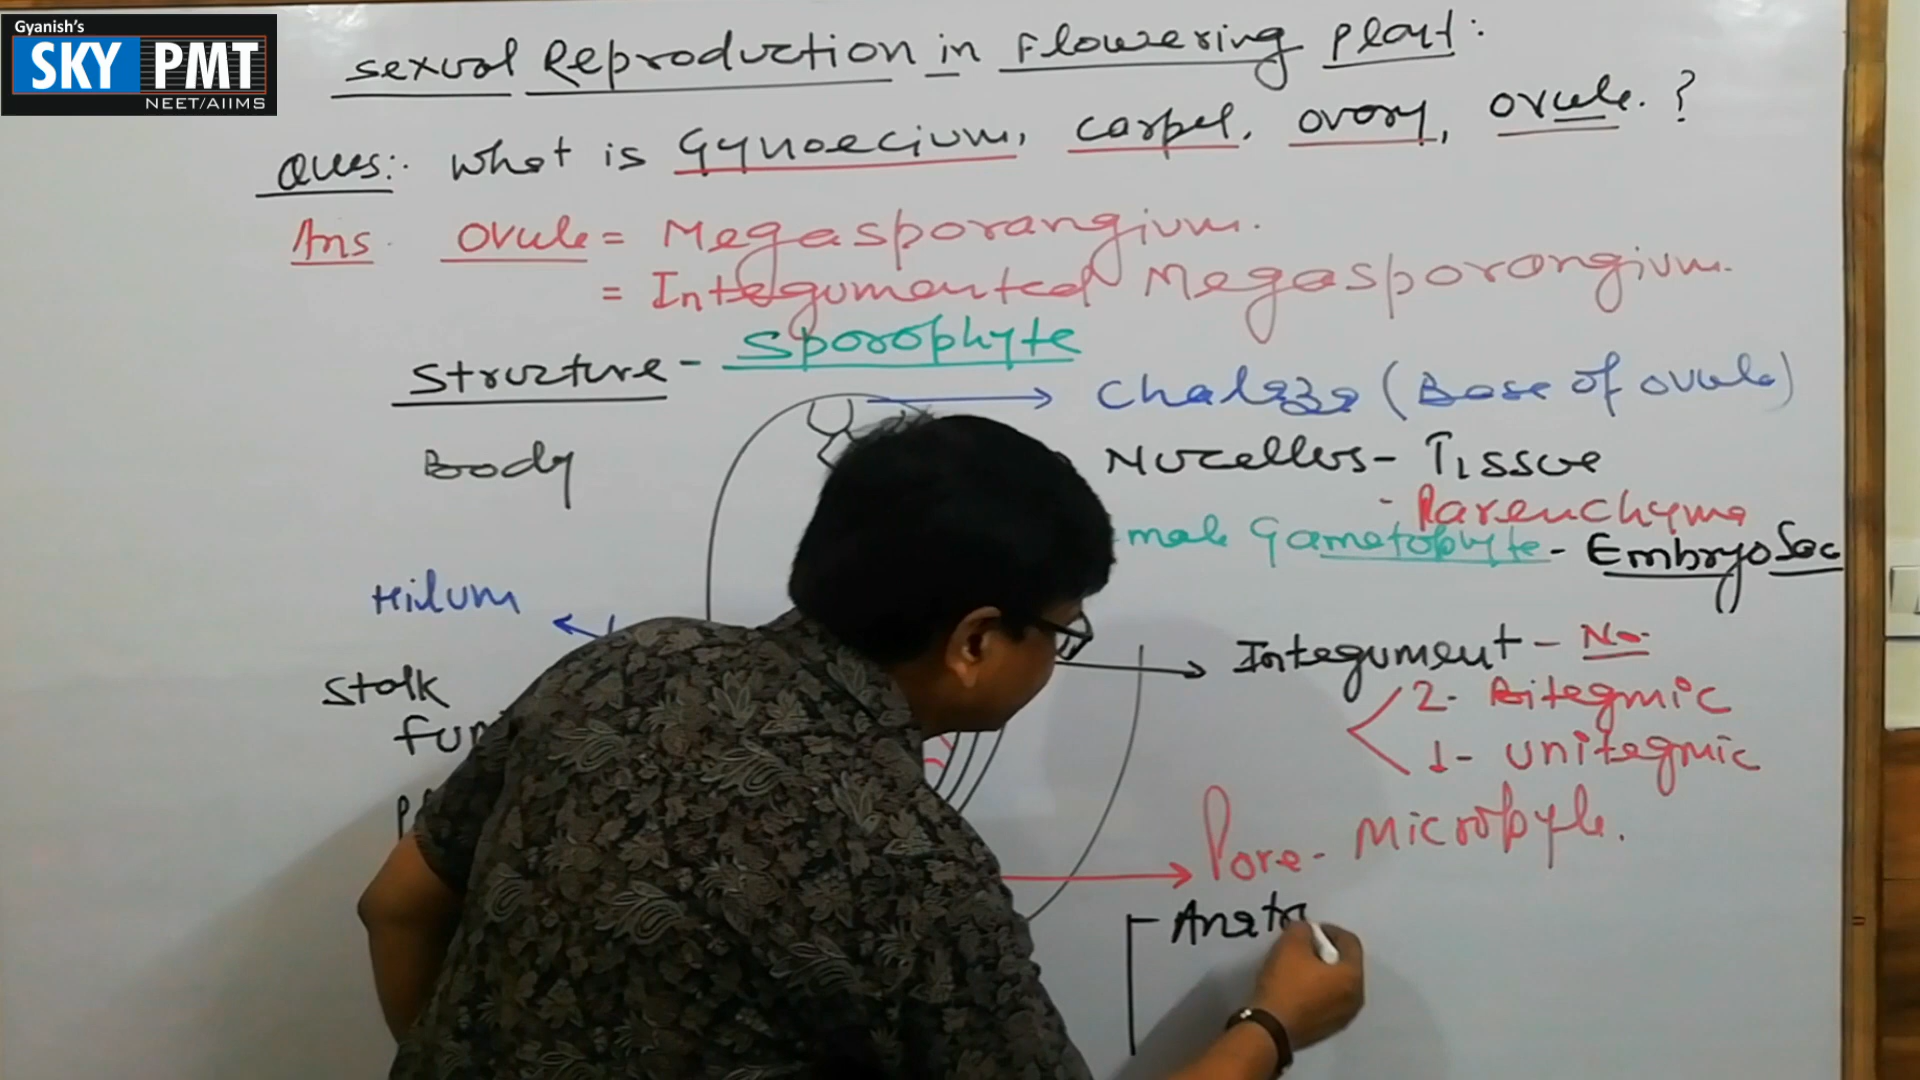 Gyanish's
SKY PMT
NEET/AIIMS
Sexual Reproduction in Flowering Plant:
Ques:. What is Gynoecium, Carpel, Ovary, Ovule. ?
Ans. Ovule = Megasporangium.
= Integumented Megasporangium.
Structure - Sporophyte
Chalaza (Base of ovule)
Body
Nucellus - Tissue
- Parenchyma
male Gametophyte - Embryo Sac
Hilum
Integument - No.
Stalk
2 - Bitegmic
Fun
1 - Unitegmic
Pore - Micropyle.
Anatr